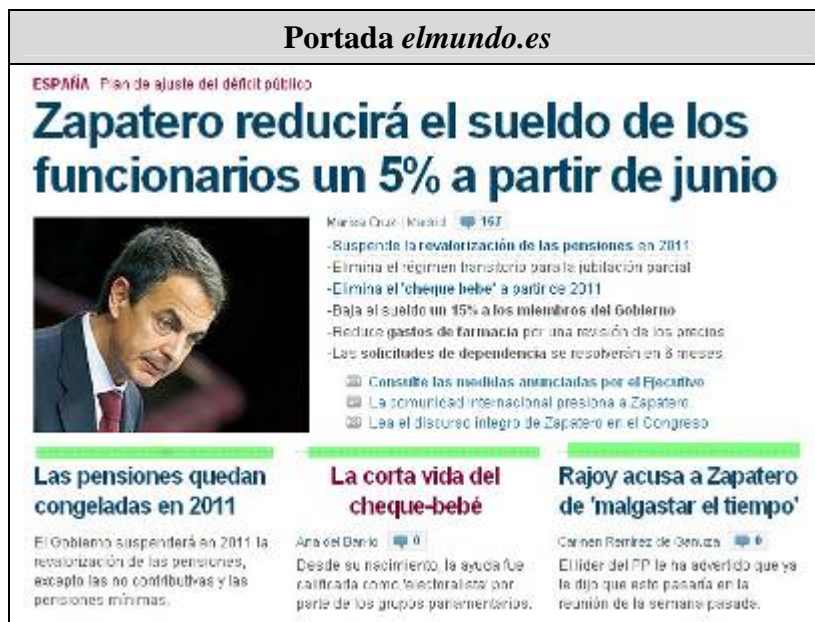 Portada elmundo.es
ESPAÑA Plan de ajuste del déficit público
Zapatero reducirá el sueldo de los
funcionarios un 5% a partir de junio
Marisa Cruz | Madrid 167
-Suspende la revalorización de las pensiones en 2011
-Elimina el régimen transitorio para la jubilación parcial
-Elimina el 'cheque bebe' a partir de 2011
-Baja el sueldo un 15% a los miembros del Gobierno
-Reduce gastos de farmacia por una revisión de los precios
-Las solicitudes de dependencia se resolverán en 6 meses
Consulte las medidas anunciadas por el Ejecutivo
La comunidad internacional presiona a Zapatero
Lea el discurso íntegro de Zapatero en el Congreso
Las pensiones quedan
congeladas en 2011
El Gobierno suspenderá en 2011 la
revalorización de las pensiones,
excepto las no contributivas y las
pensiones mínimas.
La corta vida del
cheque-bebé
Ana del Barrio 0
Desde su nacimiento, la ayuda fue
calificada como 'electoralista' por
parte de los grupos parlamentarios.
Rajoy acusa a Zapatero
de 'malgastar el tiempo'
Carmen Remírez de Ganuza 0
El líder del PP le ha advertido que ya
le dijo que esto pasaría en la
reunión de la semana pasada.